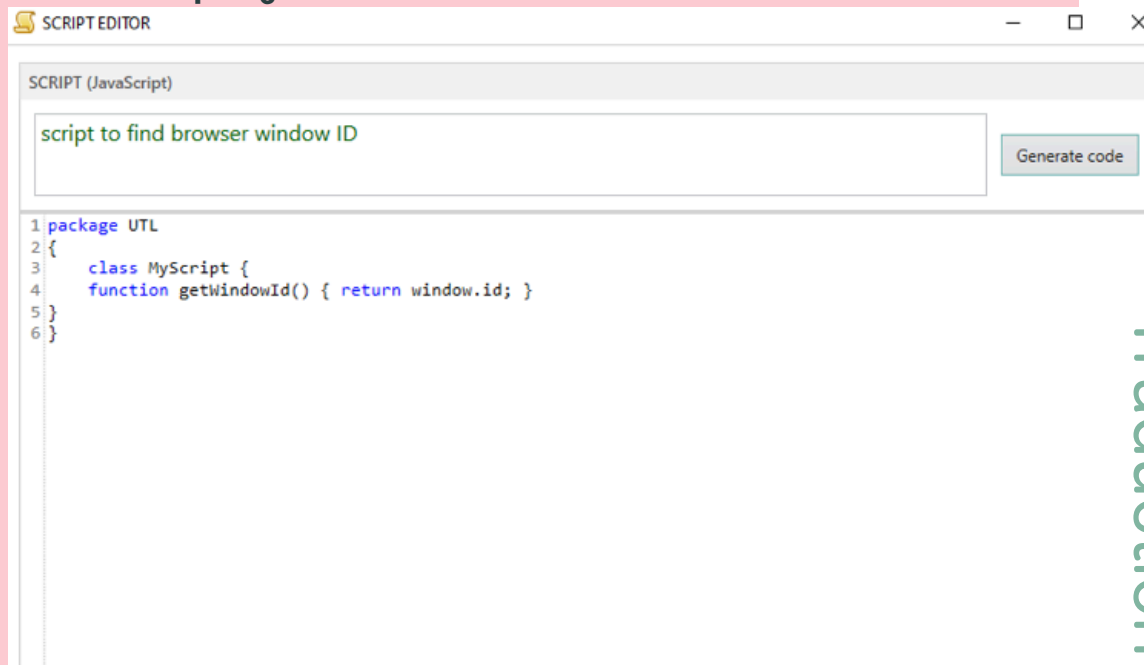 SCRIPT EDITOR
SCRIPT (JavaScript)
script to find browser window ID
Generate code
1 package UTL
2 {
3 class MyScript {
4 function getWindowId() { return window.id; }
5 }
6 }